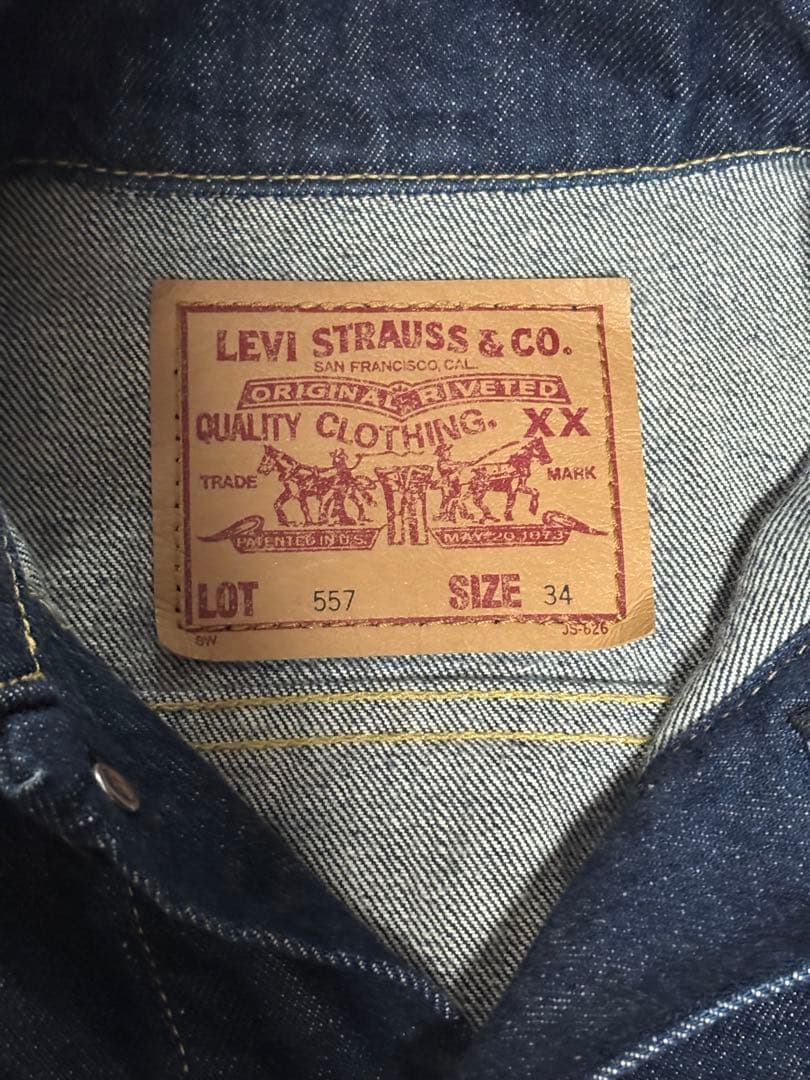 LEVI STRAUSS & CO.
SAN FRANCISCO, CAL.
ORIGINAL RIVETED
QUALITY CLOTHING. XX
TRADE MARK
PATENTED IN U.S. MAY 20 1873
LOT 557 SIZE 34
SW JS-626